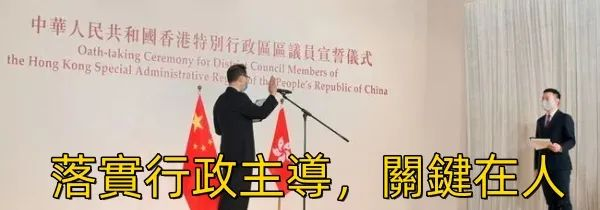 中華人民共和國香港特別行政區區議員宣誓儀式
Oath-taking Ceremony for District Council Members of
the Hong Kong Special Administrative Region of the People's Republic of China
落實行政主導，關鍵在人